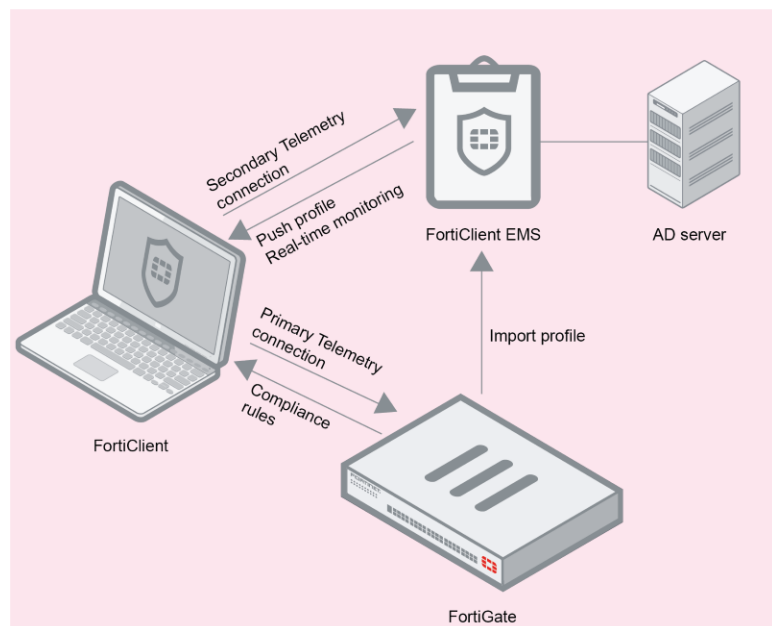 Secondary Telemetry
connection
Push profile
Real-time monitoring
FortiClient EMS
AD server
Import profile
Primary Telemetry
connection
Compliance
rules
FortiClient
FortiGate